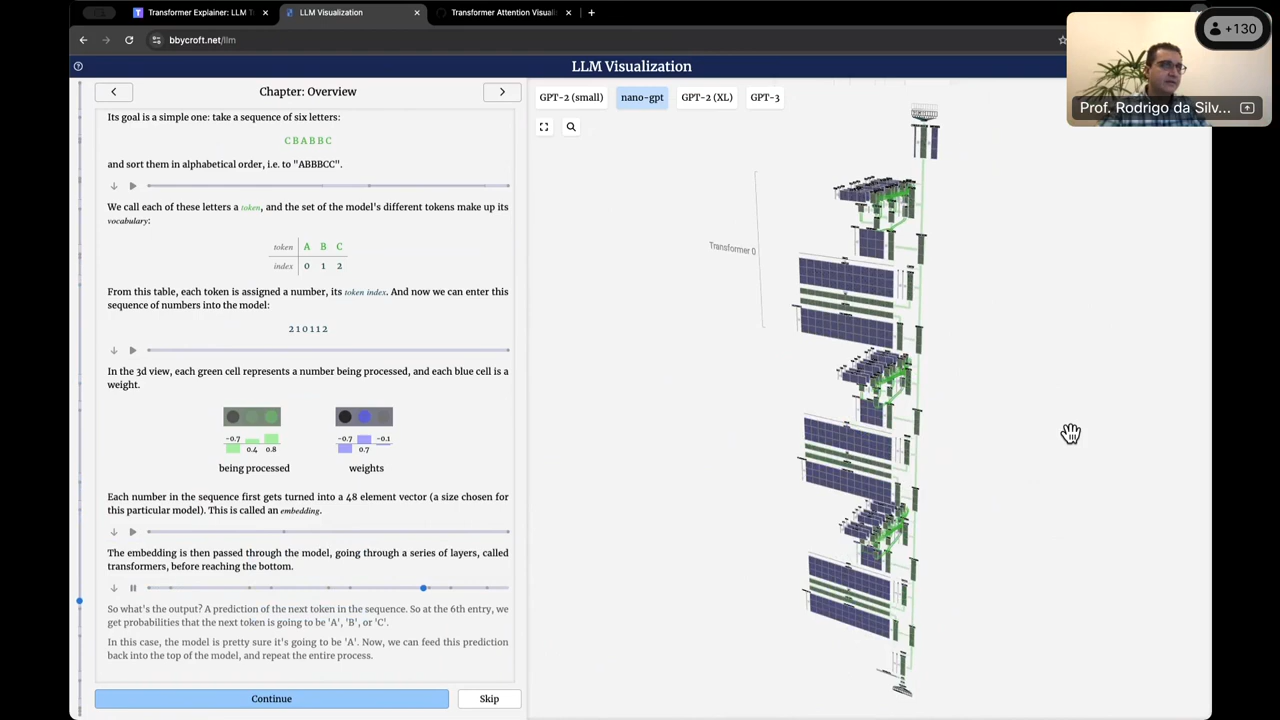 Transformer Explainer: LLM T
LLM Visualization
Transformer Attention Visuali
bbycroft.net/llm
LLM Visualization
+130
Prof. Rodrigo da Silv...
Chapter: Overview
Its goal is a simple one: take a sequence of six letters:
C B A B B C
and sort them in alphabetical order, i.e. to "ABBBCC".
We call each of these letters a token, and the set of the model's different tokens make up its
vocabulary:
token A B C
index 0 1 2
From this table, each token is assigned a number, its token index. And now we can enter this
sequence of numbers into the model:
2 1 0 1 1 2
In the 3d view, each green cell represents a number being processed, and each blue cell is a
weight.
-0.7 0.4 0.8
-0.7 0.7 -0.1
being processed
weights
Each number in the sequence first gets turned into a 48 element vector (a size chosen for
this particular model). This is called an embedding.
The embedding is then passed through the model, going through a series of layers, called
transformers, before reaching the bottom.
So what's the output? A prediction of the next token in the sequence. So at the 6th entry, we
get probabilities that the next token is going to be 'A', 'B', or 'C'.
In this case, the model is pretty sure it's going to be 'A'. Now, we can feed this prediction
back into the top of the model, and repeat the entire process.
Continue
Skip
GPT-2 (small)
nano-gpt
GPT-2 (XL)
GPT-3
Transformer 0